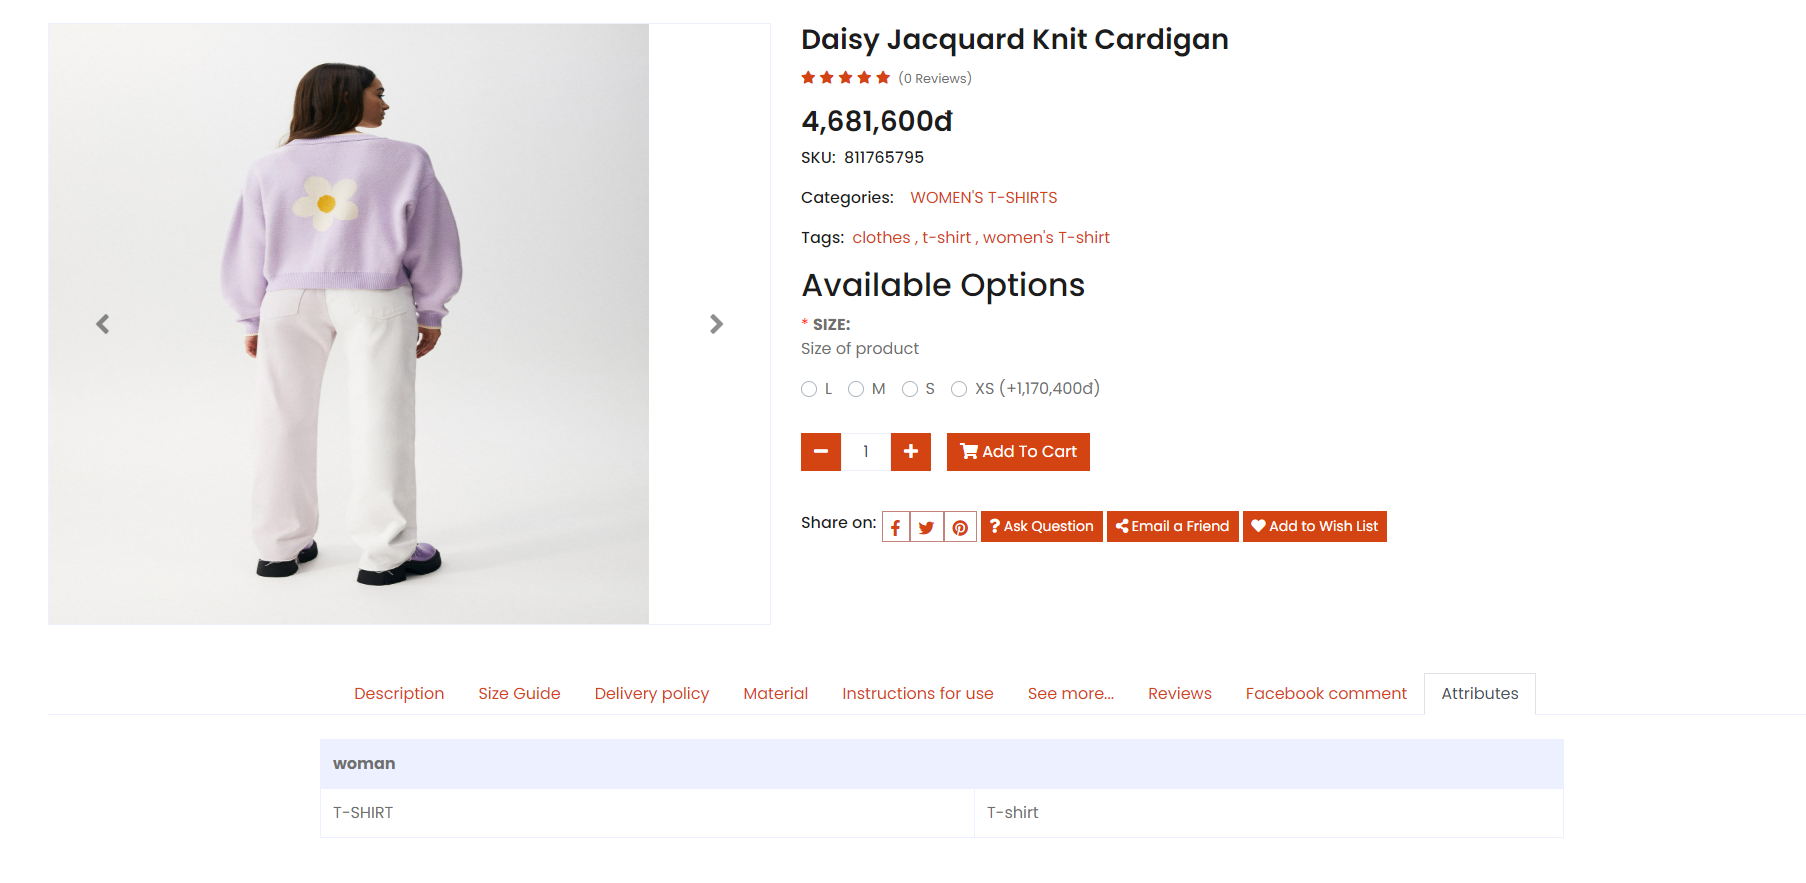 Daisy Jacquard Knit Cardigan
(0 Reviews)
4,681,600đ
SKU: 811765795
Categories: WOMEN'S T-SHIRTS
Tags: clothes , t-shirt , women's T-shirt
Available Options
* SIZE:
Size of product
L M S XS (+1,170,400đ)
1 Add To Cart
Share on: Ask Question Email a Friend Add to Wish List
Description Size Guide Delivery policy Material Instructions for use See more... Reviews Facebook comment Attributes
woman
T-SHIRT T-shirt